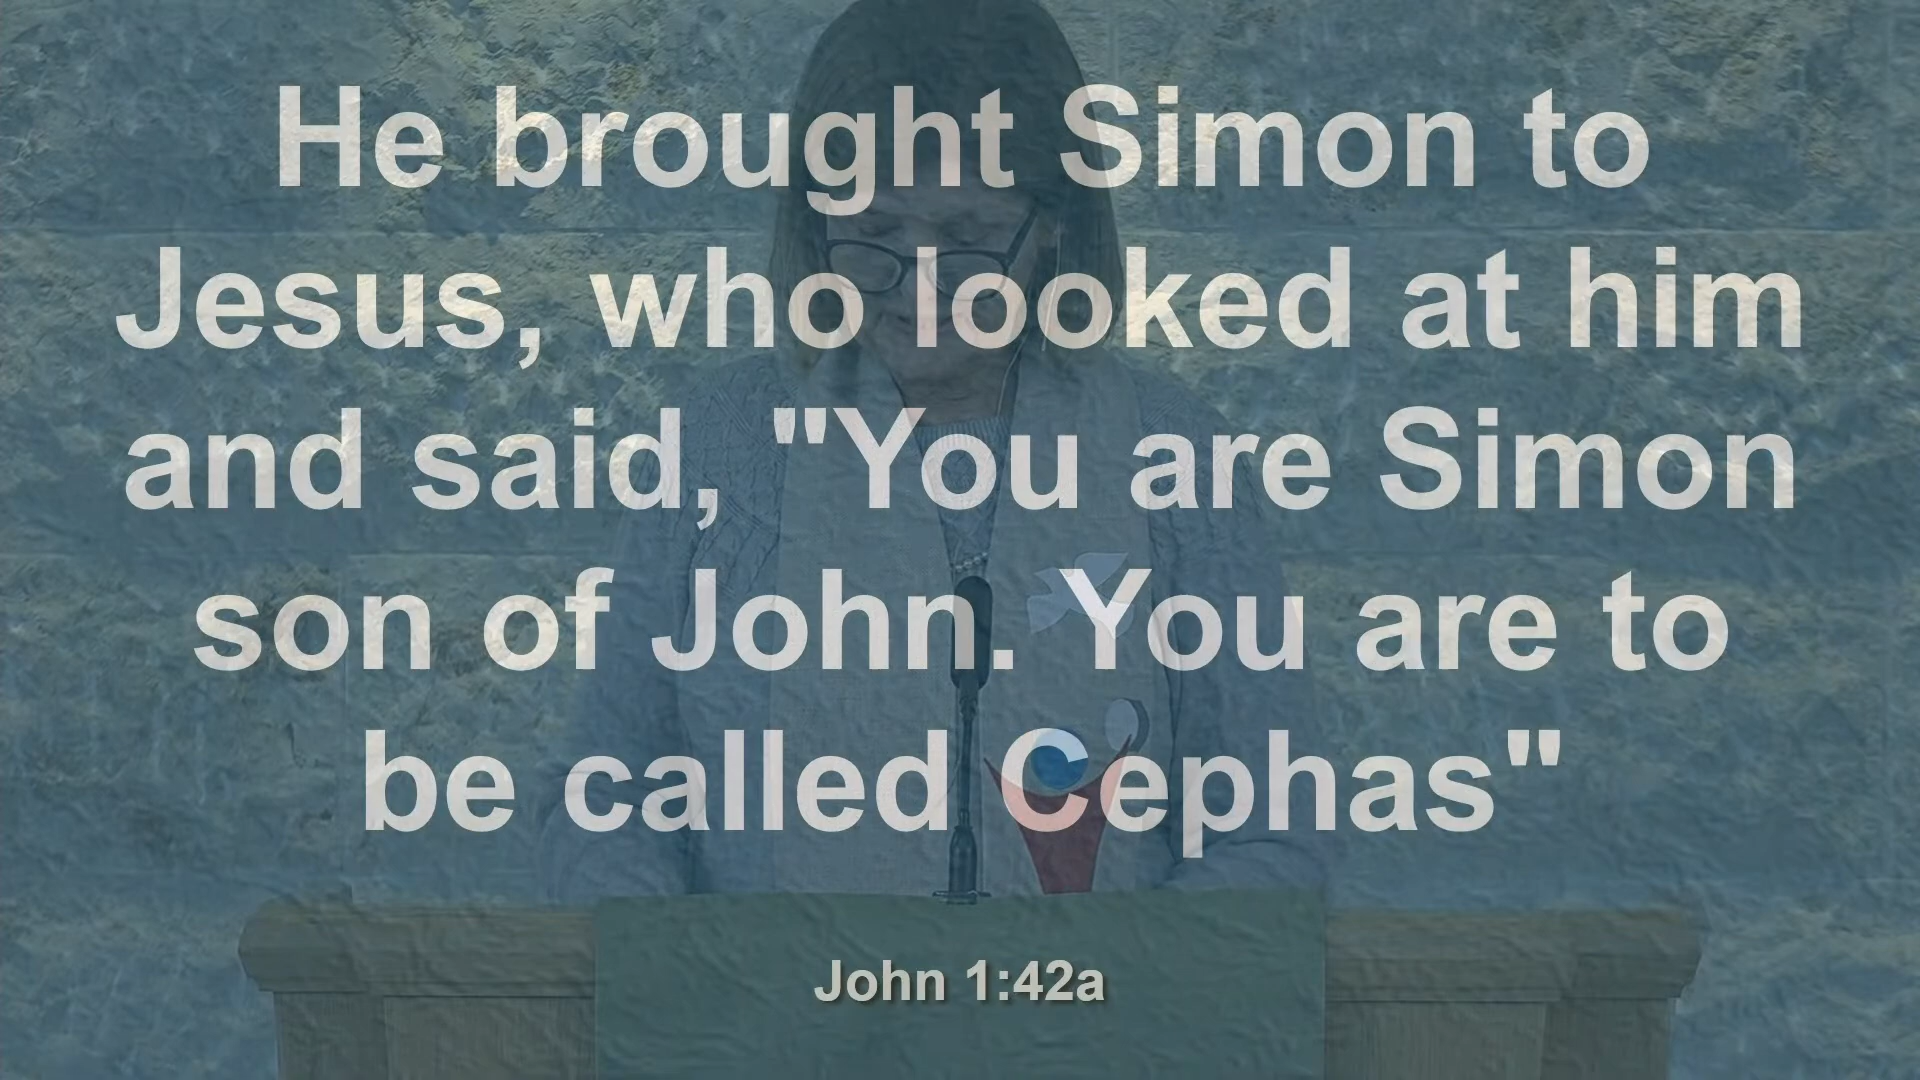 He brought Simon to
Jesus, who looked at him
and said, "You are Simon
son of John. You are to
be called Cephas"
John 1:42a